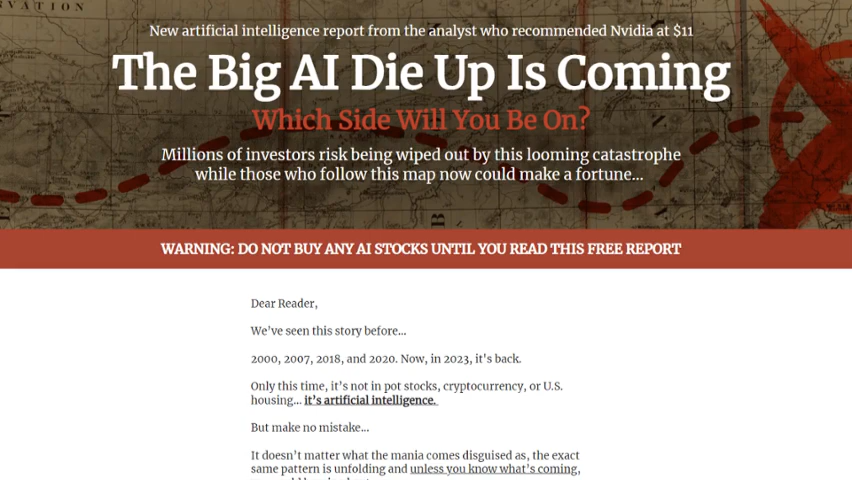 NVATION
New artificial intelligence report from the analyst who recommended Nvidia at $11
The Big AI Die Up Is Coming
Which Side Will You Be On?
Millions of investors risk being wiped out by this looming catastrophe
while those who follow this map now could make a fortune...
WARNING: DO NOT BUY ANY AI STOCKS UNTIL YOU READ THIS FREE REPORT
Dear Reader,
We've seen this story before...
2000, 2007, 2018, and 2020. Now, in 2023, it's back.
Only this time, it's not in pot stocks, cryptocurrency, or U.S.
housing... it's artificial intelligence.
But make no mistake...
It doesn't matter what the mania comes disguised as, the exact
same pattern is unfolding and unless you know what's coming,